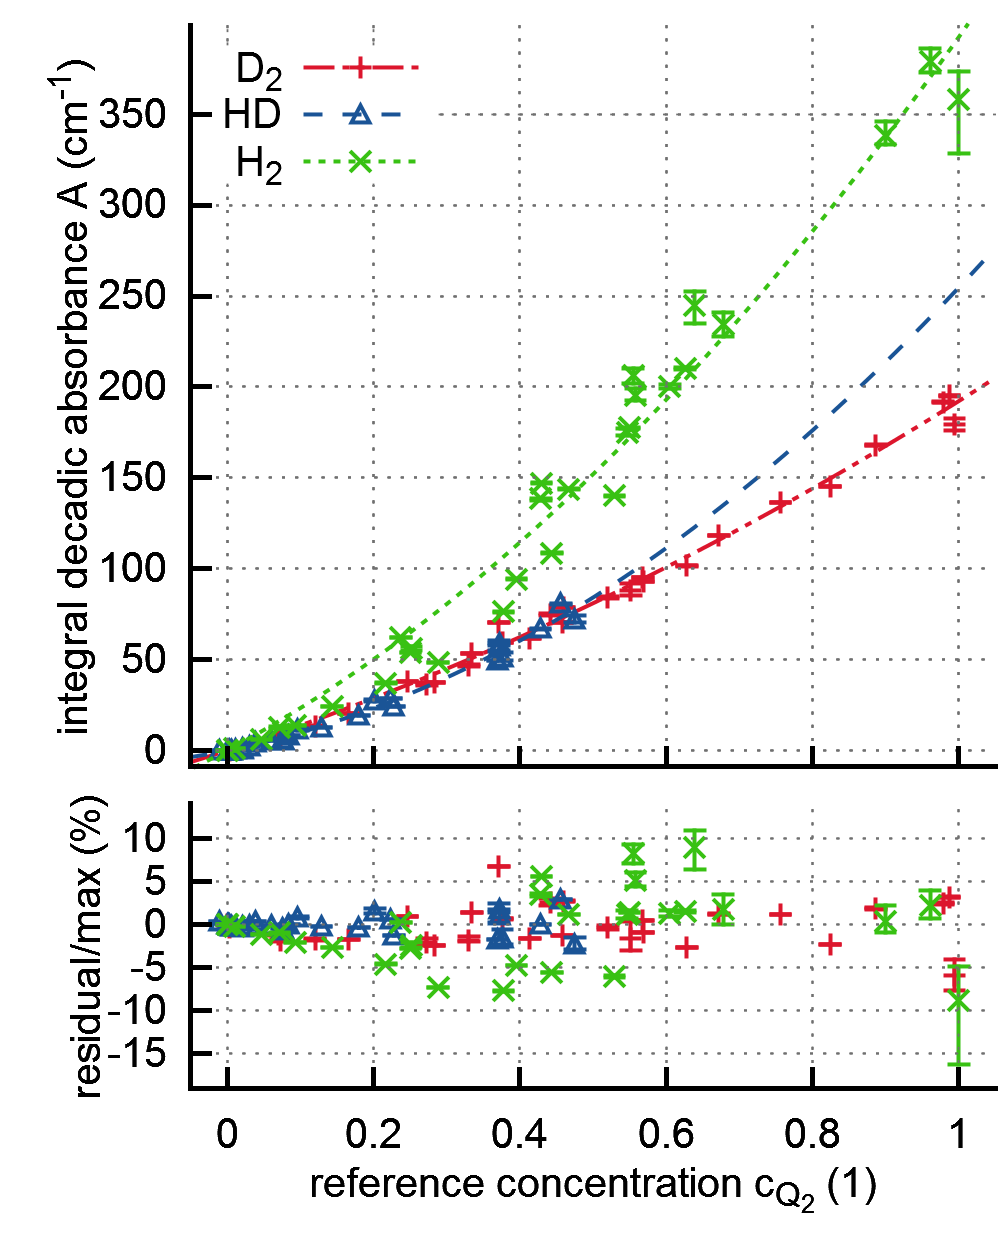 integral decadic absorbance A (cm⁻¹)
350
300
250
200
150
100
50
0
D₂
HD
H₂
residual/max (%)
10
5
0
-5
-10
-15
0 0.2 0.4 0.6 0.8 1
reference concentration c_Q₂ (1)